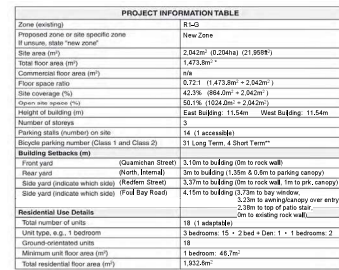 PROJECT INFORMATION TABLE
Zone (existing) R1-G
Proposed zone or site specific zone New Zone
If unsure, state "new zone"
Site area (m²) 2,042m² (0.204ha) (21,958ft²)
Total floor area (m²) 1,473.8m² *
Commercial floor area (m²) n/a
Floor space ratio 0.72:1 (1,473.8m² ÷ 2,042m²)
Site coverage (%) 42.3% (864.0m² ÷ 2,042m²)
Open site space (%) 50.1% (1024.0m² ÷ 2,042m²)
Height of building (m) East Building: 11.54m West Building: 11.54m
Number of storeys 3
Parking stalls (number) on site 14 (1 accessible)
Bicycle parking number (Class 1 and Class 2) 31 Long Term, 4 Short Term**
Building Setbacks (m)
Front yard (Quamichan Street) 3.10m to building (0m to rock wall)
Rear yard (North, Internal) 3m to building (1.35m & 0.6m to parking canopy)
Side yard (indicate which side) (Redfern Street) 3.37m to building (0m to rock wall, 1m to prk, canopy)
Side yard (indicate which side) (Foul Bay Road) 4.15m to building (3.73m to bay window,
3.23m to awning/canopy over entry
2.38m to top of patio stair,
0m to existing rock wall)
Residential Use Details
Total number of units 18 (1 adaptable)
Unit type, e.g., 1 bedroom 3 bedrooms: 15 • 2 bed + Den: 1 • 1 bedrooms: 2
Ground-orientated units 18
Minimum unit floor area (m²) 1 bedroom: 46.7m²
Total residential floor area (m²) 1,932.6m²